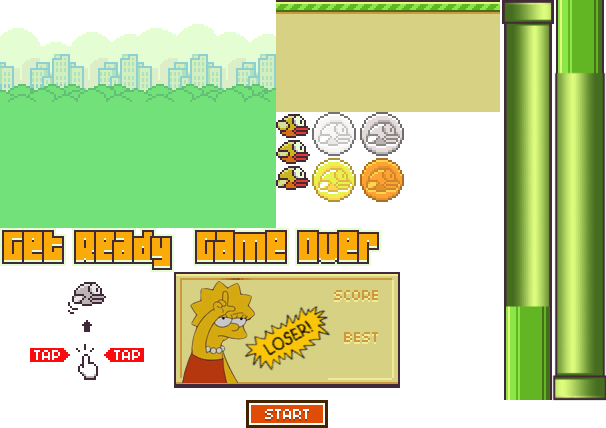 Get Ready
Game Over
SCORE
LOSER!
BEST
TAP
TAP
START